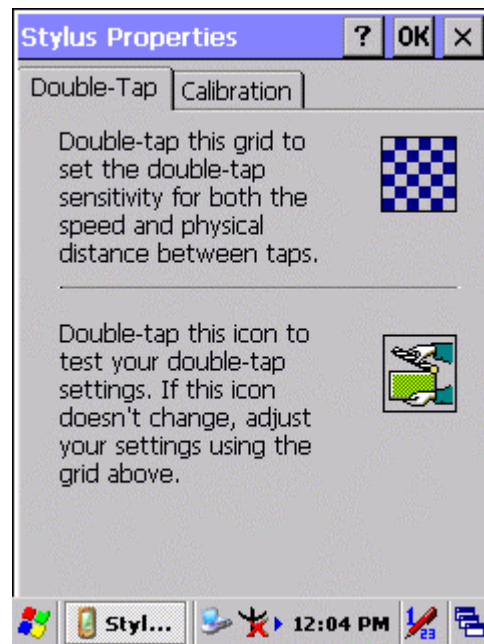 Stylus Properties ? OK ×
Double-Tap Calibration
Double-tap this grid to
set the double-tap
sensitivity for both the
speed and physical
distance between taps.
Double-tap this icon to
test your double-tap
settings. If this icon
doesn't change, adjust
your settings using the
grid above.
Styl... 12:04 PM 1/23